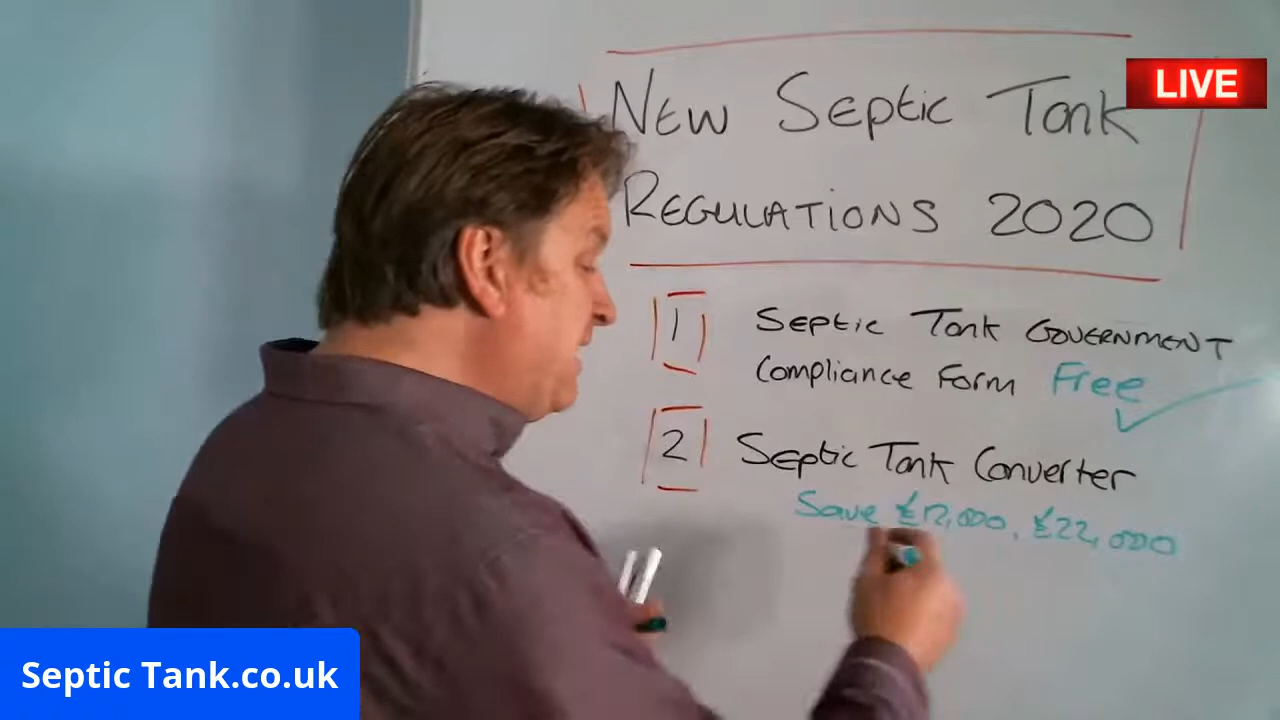 LIVE
NEW Septic Tank
REGULATIONS 2020
1 Septic Tank GOVERNMENT
Compliance Form Free
2 Septic Tank Converter
Save £12,000, £22,000
Septic Tank.co.uk